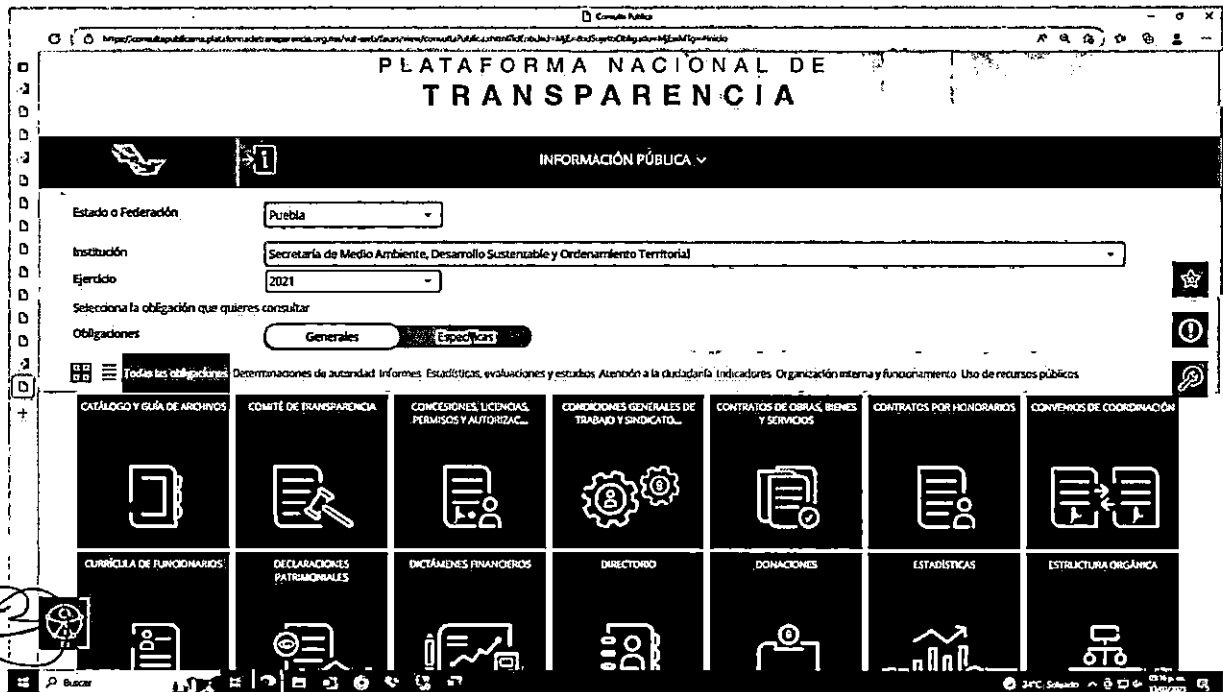 Consulta Publica
PLATAFORMA NACIONAL DE
TRANSPARENCIA
INFORMACIÓN PÚBLICA
Estado o Federación
Puebla
Institución
Secretaría de Medio Ambiente, Desarrollo Sustentable y Ordenamiento Territorial
Ejercicio
2021
Selecciona la obligación que quieres consultar
Obligaciones
Generales
Específicas
Todas las obligaciones Determinaciones de autoridad Informes Estadísticas, evaluaciones y estudios Atención a la ciudadanía Indicadores Organización interna y funcionamiento Uso de recursos públicos
CATÁLOGO Y GUÍA DE ARCHIVOS
COMITÉ DE TRANSPARENCIA
CONCESIONES, LICENCIAS, PERMISOS Y AUTORIZAC...
CONDICIONES GENERALES DE TRABAJO Y SINDICATO...
CONTRATOS DE OBRAS, BIENES Y SERVICIOS
CONTRATOS POR HONORARIOS
CONVENIOS DE COORDINACIÓN
CURRÍCULA DE FUNCIONARIOS
DECLARACIONES PATRIMONIALES
DICTÁMENES FINANCIEROS
DIRECTORIO
DONACIONES
ESTADÍSTICAS
ESTRUCTURA ORGÁNICA
Buscar
Soleado